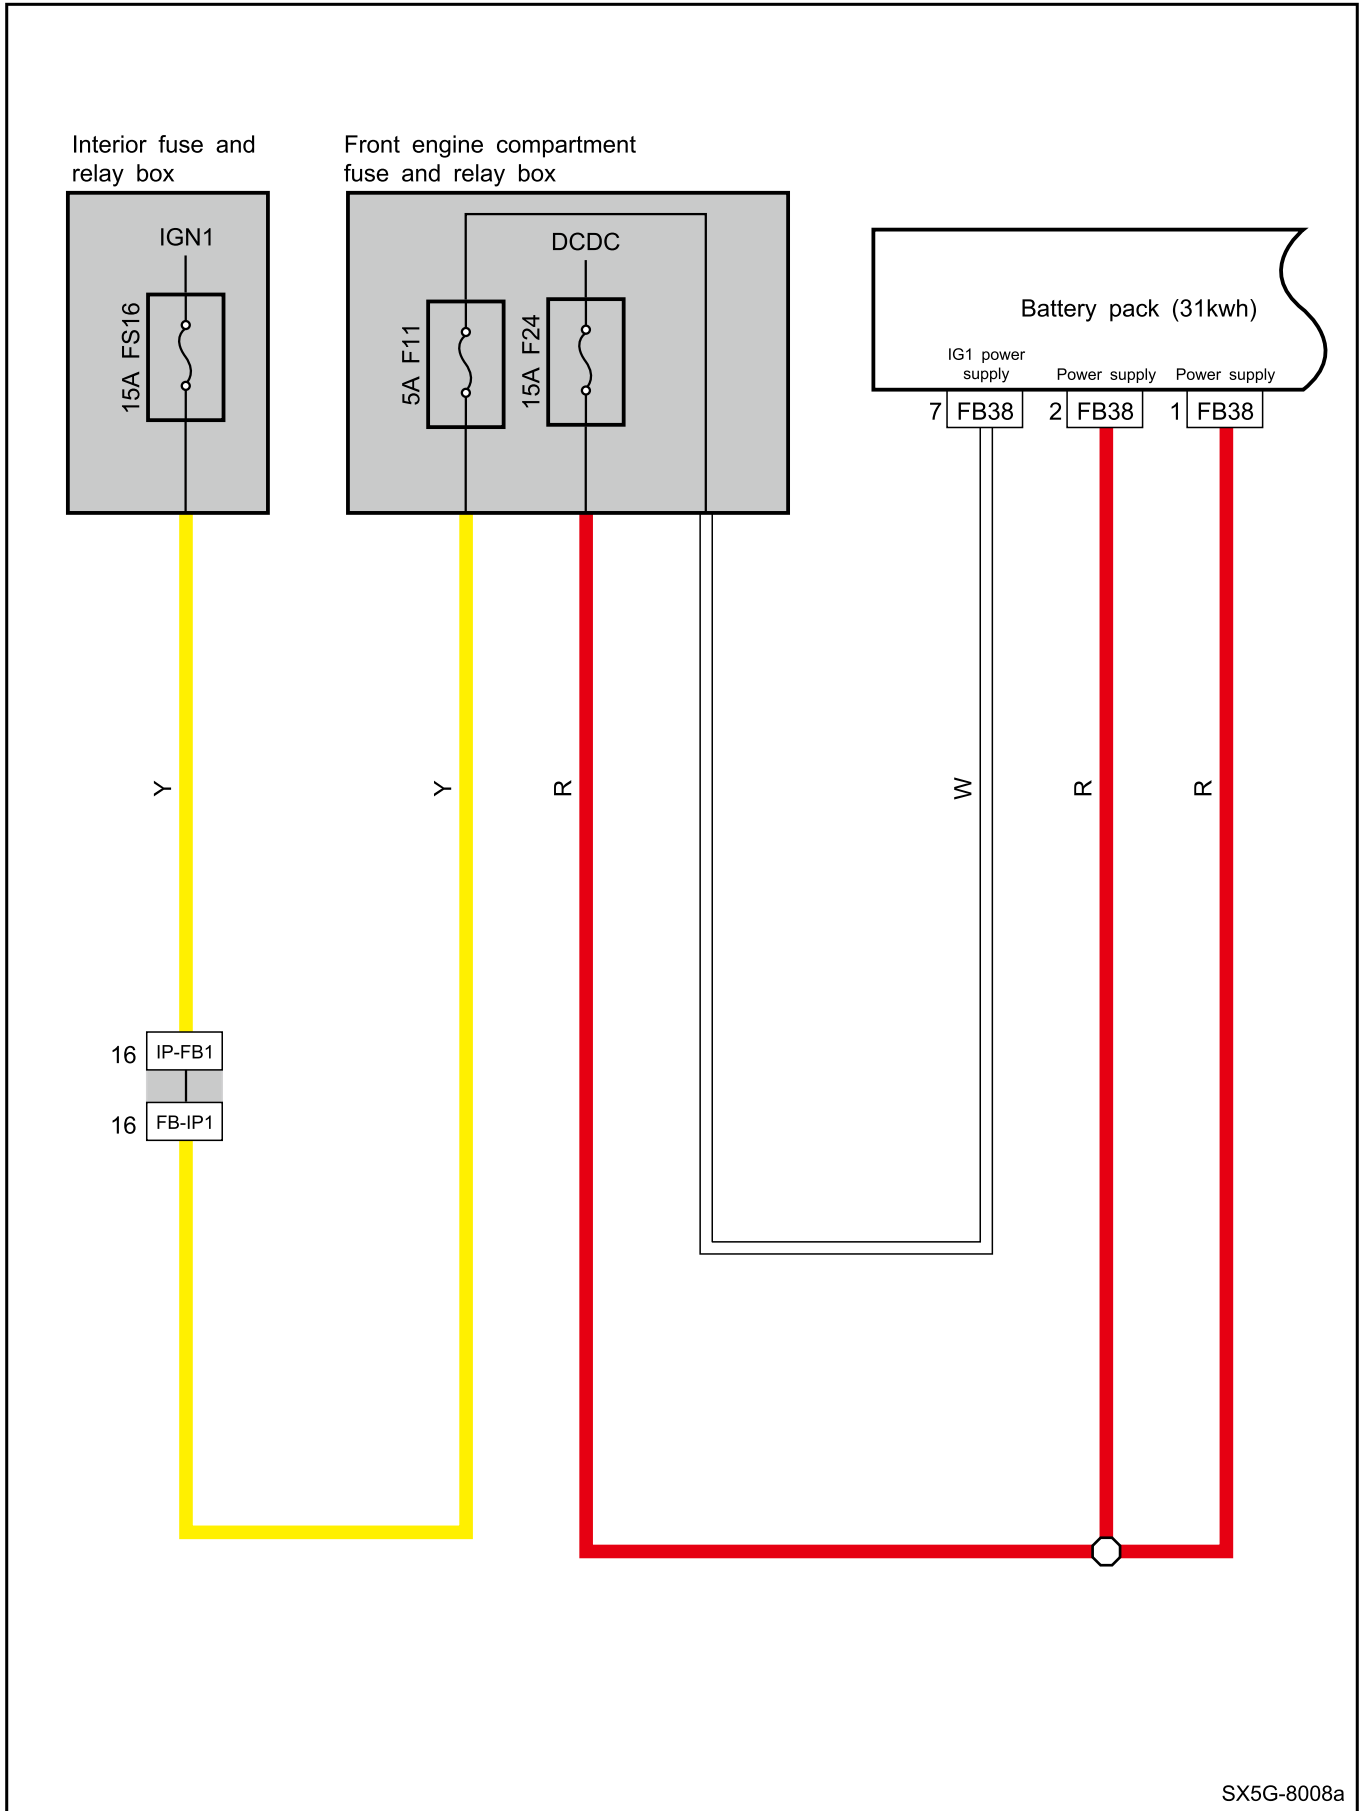 Interior fuse and
relay box
Front engine compartment
fuse and relay box
IGN1
15A FS16
DCDC
5A F11
15A F24
Battery pack (31kwh)
IG1 power
supply
Power supply
Power supply
7 FB38
2 FB38
1 FB38
Y
Y
R
W
R
R
16 IP-FB1
16 FB-IP1
SX5G-8008a